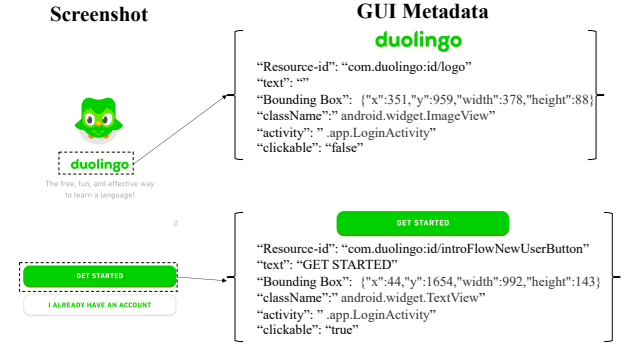 Screenshot
GUI Metadata
duolingo
The free, fun, and effective way
to learn a language!
GET STARTED
I ALREADY HAVE AN ACCOUNT
duolingo
“Resource-id”: “com.duolingo:id/logo”
“text”: “”
“Bounding Box”: {"x":351,"y":959,"width":378,"height":88}
“className”:” android.widget.ImageView”
“activity”: ” .app.LoginActivity”
“clickable”: “false”
GET STARTED
“Resource-id”: “com.duolingo:id/introFlowNewUserButton”
“text”: “GET STARTED”
“Bounding Box”: {"x":44,"y":1654,"width":992,"height":143}
“className”:” android.widget.TextView”
“activity”: ” .app.LoginActivity”
“clickable”: “true”